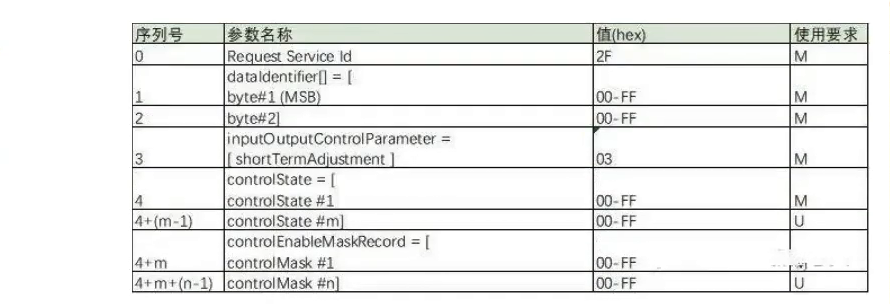 序列号 参数名称 值(hex) 使用要求
0 Request Service Id 2F M
dataIdentifier[] = [
1 byte#1 (MSB) 00-FF M
2 byte#2] 00-FF M
inputOutputControlParameter =
3 [ shortTermAdjustment ] 03 M
controlState = [
4 controlState #1 00-FF M
4+(m-1) controlState #m] 00-FF U
controlEnableMaskRecord = [
4+m controlMask #1 00-FF
4+m+(n-1) controlMask #n] 00-FF U